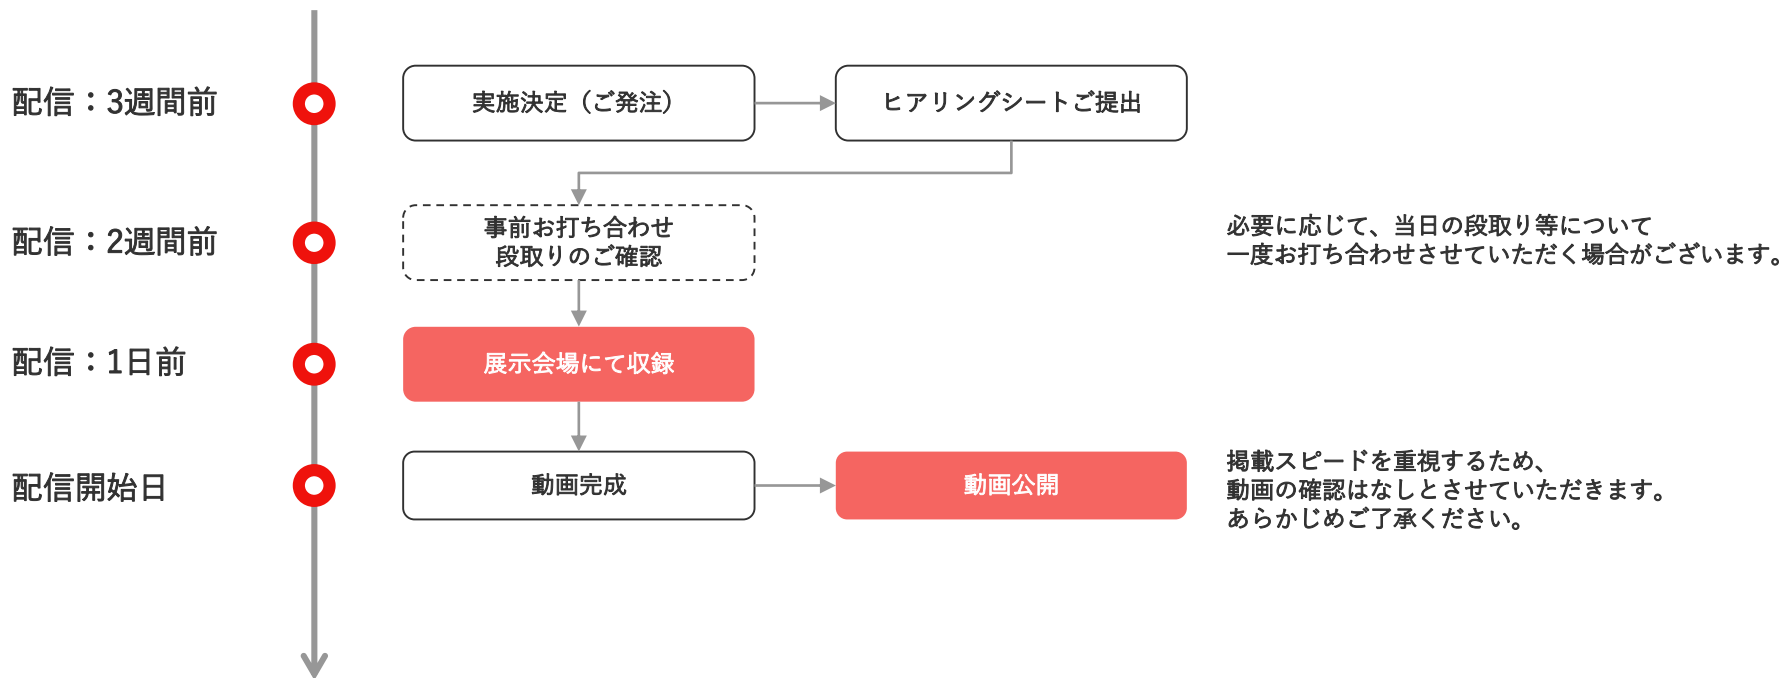 配信：3週間前
実施決定（ご発注）
ヒアリングシートご提出
配信：2週間前
事前お打ち合わせ
段取りのご確認
必要に応じて、当日の段取り等について
一度お打ち合わせさせていただく場合がございます。
配信：1日前
展示会場にて収録
配信開始日
動画完成
動画公開
掲載スピードを重視するため、
動画の確認はなしとさせていただきます。
あらかじめご了承ください。